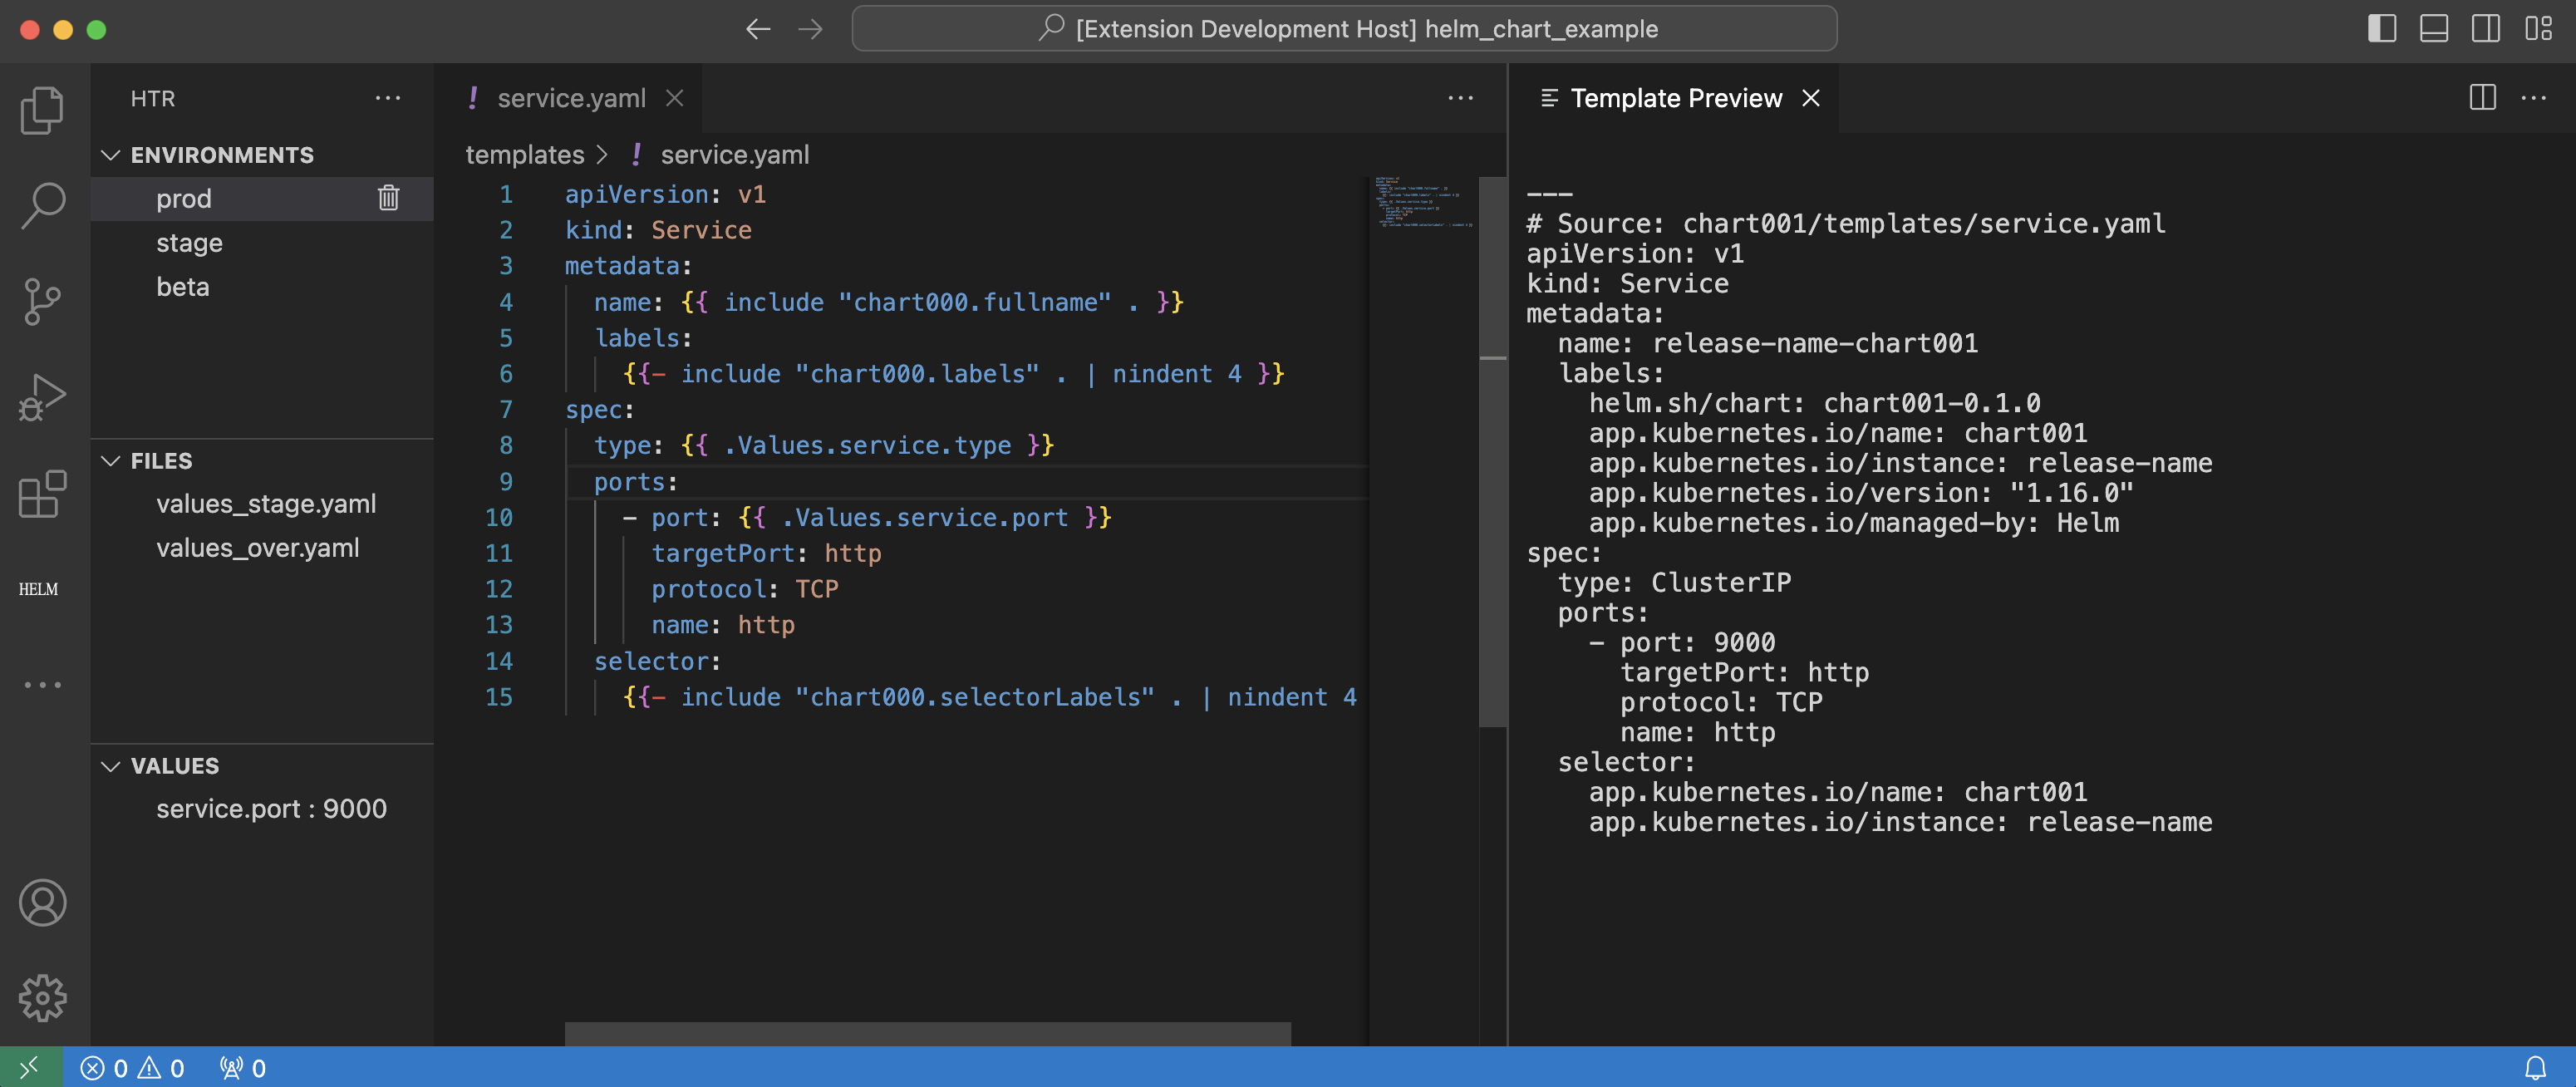 [Extension Development Host] helm_chart_example
HTR
ENVIRONMENTS
prod
stage
beta
FILES
values_stage.yaml
values_over.yaml
HELM
VALUES
service.port : 9000
! service.yaml
templates > ! service.yaml
1 apiVersion: v1
2 kind: Service
3 metadata:
4   name: {{ include "chart000.fullname" . }}
5   labels:
6     {{- include "chart000.labels" . | nindent 4 }}
7 spec:
8   type: {{ .Values.service.type }}
9   ports:
10     - port: {{ .Values.service.port }}
11       targetPort: http
12       protocol: TCP
13       name: http
14   selector:
15     {{- include "chart000.selectorLabels" . | nindent 4
Template Preview
---
# Source: chart001/templates/service.yaml
apiVersion: v1
kind: Service
metadata:
  name: release-name-chart001
  labels:
    helm.sh/chart: chart001-0.1.0
    app.kubernetes.io/name: chart001
    app.kubernetes.io/instance: release-name
    app.kubernetes.io/version: "1.16.0"
    app.kubernetes.io/managed-by: Helm
spec:
  type: ClusterIP
  ports:
    - port: 9000
      targetPort: http
      protocol: TCP
      name: http
  selector:
    app.kubernetes.io/name: chart001
    app.kubernetes.io/instance: release-name
0 0 0